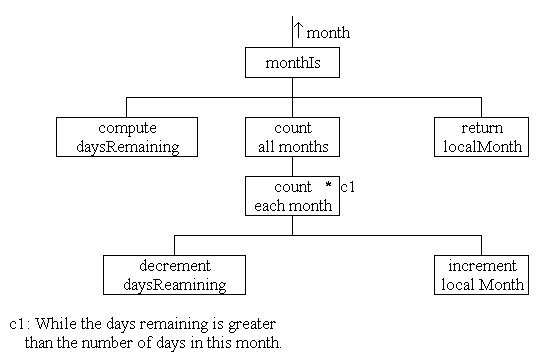 ↑ month
monthIs
compute
daysRemaining
count
all months
return
localMonth
count * c1
each month
decrement
daysReamining
increment
local Month
c1: While the days remaining is greater
than the number of days in this month.